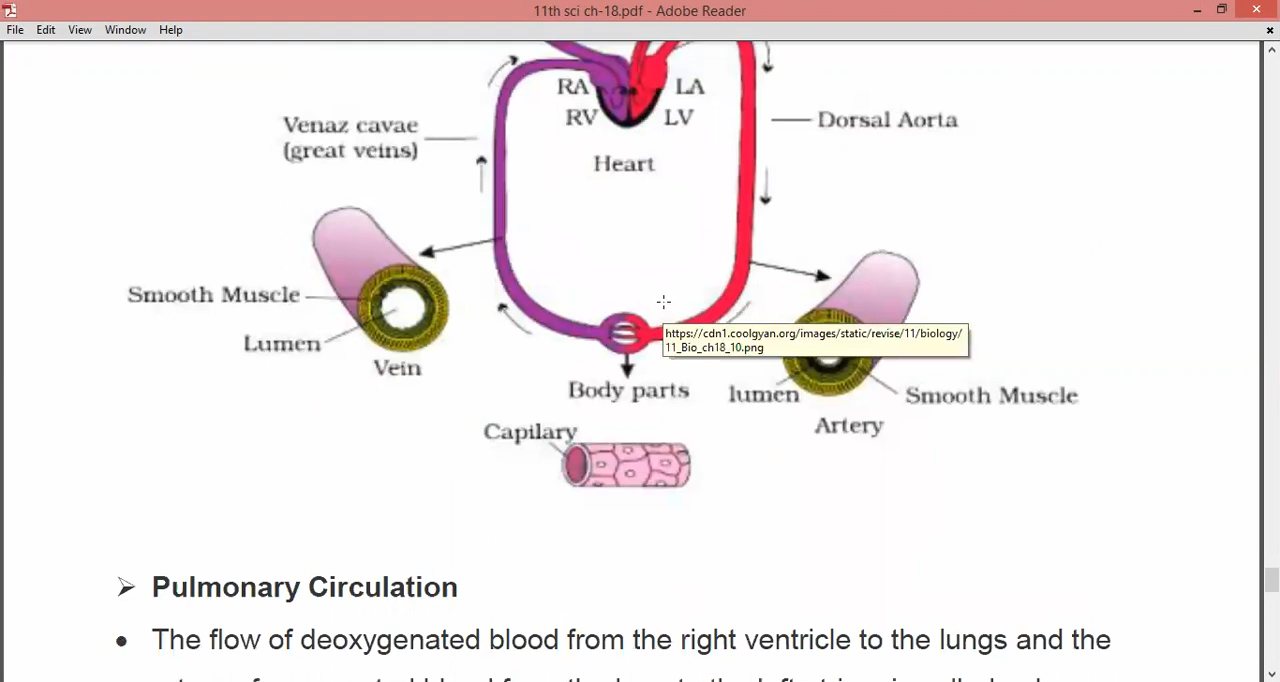 11th sci ch-18.pdf - Adobe Reader
File Edit View Window Help
RA LA
RV LV
Heart
Venaz cavae
(great veins)
Dorsal Aorta
Smooth Muscle
Lumen
Vein
https://cdn1.coolgyan.org/images/static/revise/11/biology/
11_Bio_ch18_10.png
Body parts
lumen
Smooth Muscle
Artery
Capilary
➢ Pulmonary Circulation
• The flow of deoxygenated blood from the right ventricle to the lungs and the